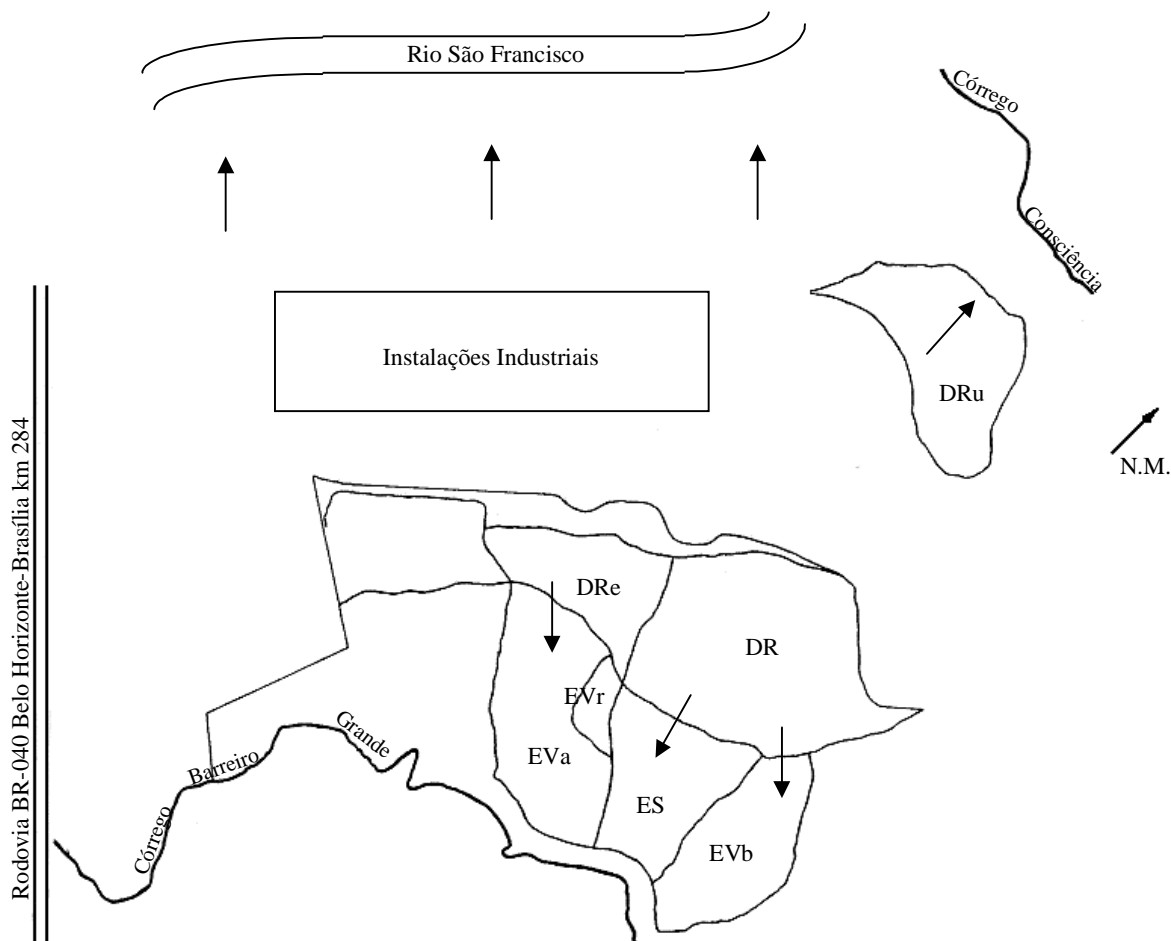 Rio São Francisco
Córrego
Consciência
Instalações Industriais
DRu
N.M.
Rodovia BR-040 Belo Horizonte-Brasília km 284
DRe
DR
EVr
Grande
Barreiro
EVa
ES
Córrego
EVb